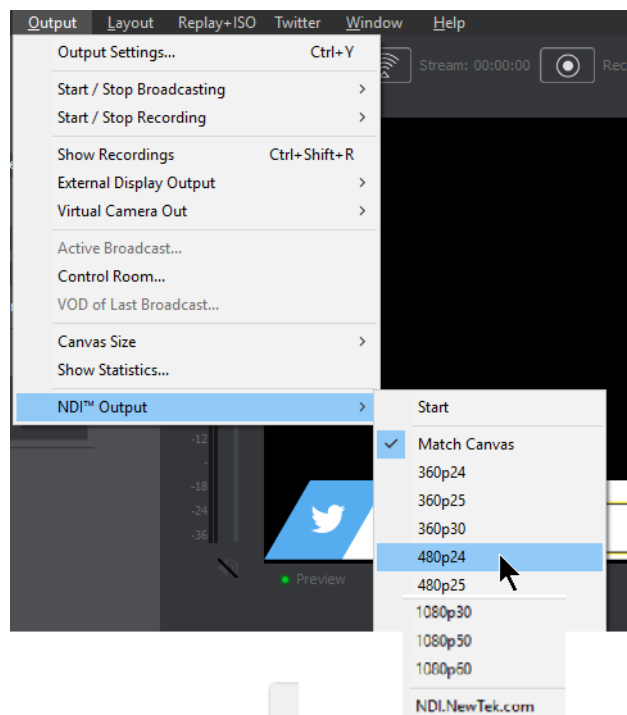 Output Layout Replay+ISO Twitter Window Help
Output Settings... Ctrl+Y
Stream: 00:00:00 Rec
Start / Stop Broadcasting
Start / Stop Recording
Show Recordings Ctrl+Shift+R
External Display Output
Virtual Camera Out
Active Broadcast...
Control Room...
VOD of Last Broadcast...
Canvas Size
Show Statistics...
NDI™ Output
Start
-12
Match Canvas
-
360p24
-18
360p25
-24
360p30
-36
480p24
Preview
480p25
1080p30
1080p50
1080p60
NDI.NewTek.com